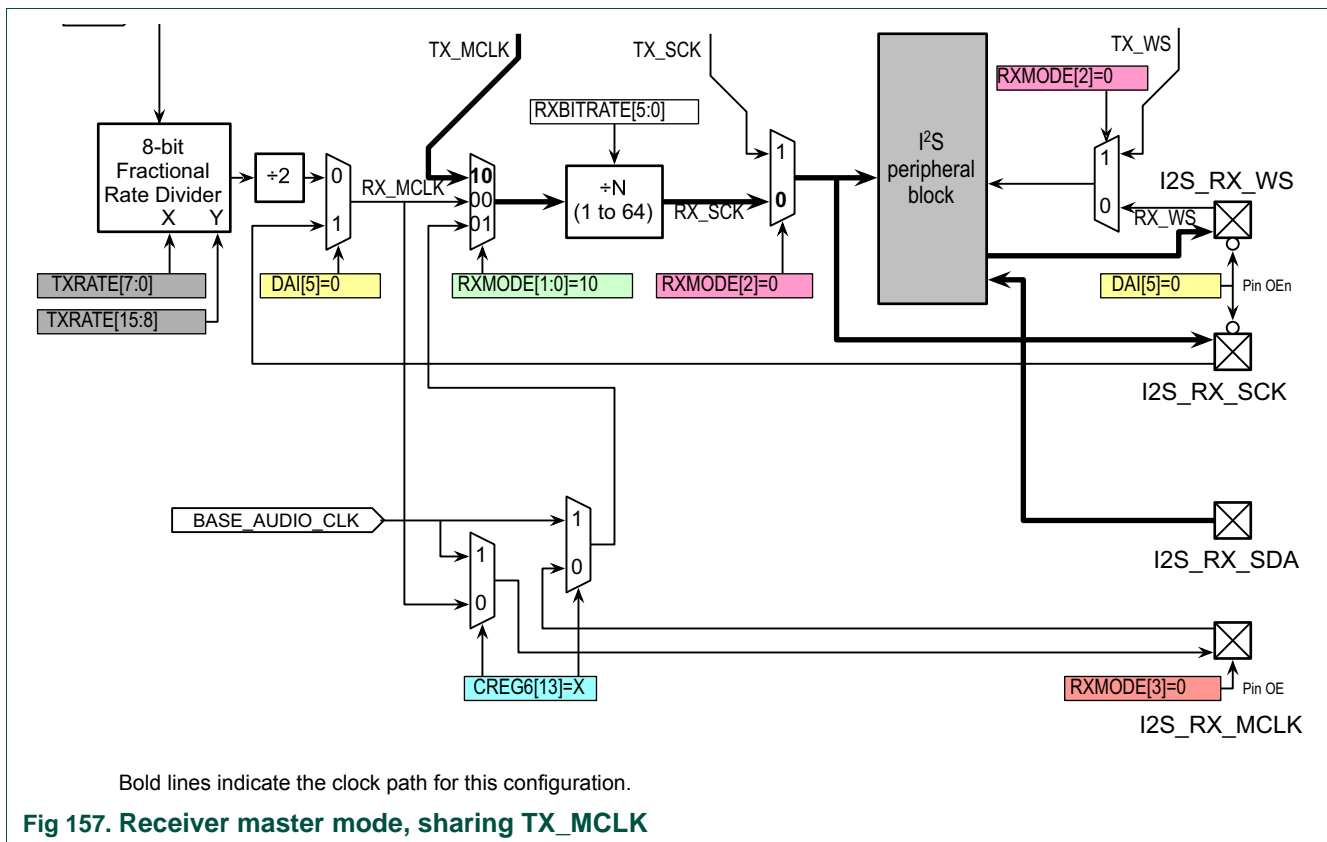 TX_MCLK
TX_SCK
TX_WS
RXMODE[2]=0
RXBITRATE[5:0]
8-bit
Fractional
Rate Divider
X Y
÷2
0
1
RX_MCLK
10
00
01
÷N
(1 to 64)
RX_SCK
1
0
I²S
peripheral
block
1
0
I2S_RX_WS
RX_WS
TXRATE[7:0]
DAI[5]=0
RXMODE[1:0]=10
RXMODE[2]=0
DAI[5]=0
Pin OEn
TXRATE[15:8]
I2S_RX_SCK
BASE_AUDIO_CLK
1
0
1
0
I2S_RX_SDA
CREG6[13]=X
RXMODE[3]=0
Pin OE
I2S_RX_MCLK
Bold lines indicate the clock path for this configuration.
Fig 157. Receiver master mode, sharing TX_MCLK